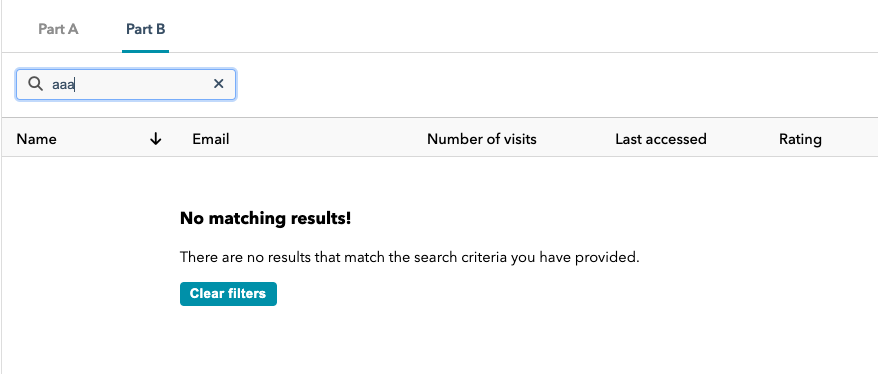 Part A Part B
aaa
Name Email Number of visits Last accessed Rating
No matching results!
There are no results that match the search criteria you have provided.
Clear filters